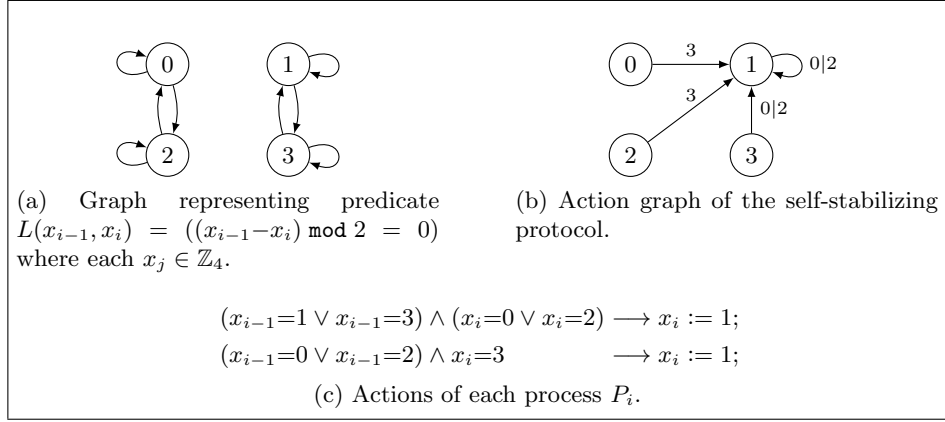 0 1
2 3
0 3 1 0|2
3 0|2
2 3
(a) Graph representing predicate
L(x_{i−1}, x_i) = ((x_{i−1}−x_i) mod 2 = 0)
where each x_j ∈ ℤ_4.
(b) Action graph of the self-stabilizing
protocol.
(x_{i−1}=1 ∨ x_{i−1}=3) ∧ (x_i=0 ∨ x_i=2) ⟶ x_i := 1;
(x_{i−1}=0 ∨ x_{i−1}=2) ∧ x_i=3 ⟶ x_i := 1;
(c) Actions of each process P_i.